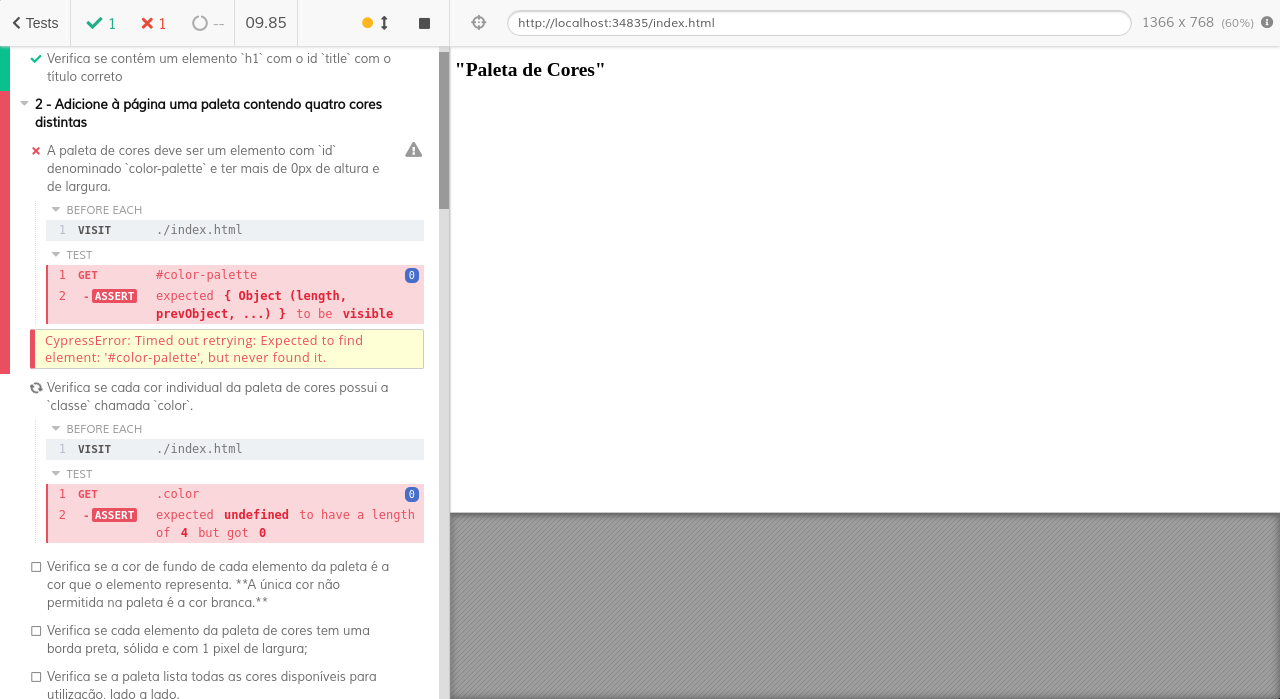 Tests
1
1
--
09.85
http://localhost:34835/index.html
1366 x 768 (60%)
Verifica se contém um elemento `h1` com o id `title` com o
título correto
2 - Adicione à página uma paleta contendo quatro cores
distintas
A paleta de cores deve ser um elemento com `id`
denominado `color-palette` e ter mais de 0px de altura e
de largura.
BEFORE EACH
1 VISIT ./index.html
TEST
1 GET #color-palette 0
2 -ASSERT expected { Object (length,
prevObject, ...) } to be visible
CypressError: Timed out retrying: Expected to find
element: '#color-palette', but never found it.
Verifica se cada cor individual da paleta de cores possui a
`classe` chamada `color`.
BEFORE EACH
1 VISIT ./index.html
TEST
1 GET .color 0
2 -ASSERT expected undefined to have a length
of 4 but got 0
Verifica se a cor de fundo de cada elemento da paleta é a
cor que o elemento representa. **A única cor não
permitida na paleta é a cor branca.**
Verifica se cada elemento da paleta de cores tem uma
borda preta, sólida e com 1 pixel de largura;
Verifica se a paleta lista todas as cores disponíveis para
utilização, lado a lado.
"Paleta de Cores"